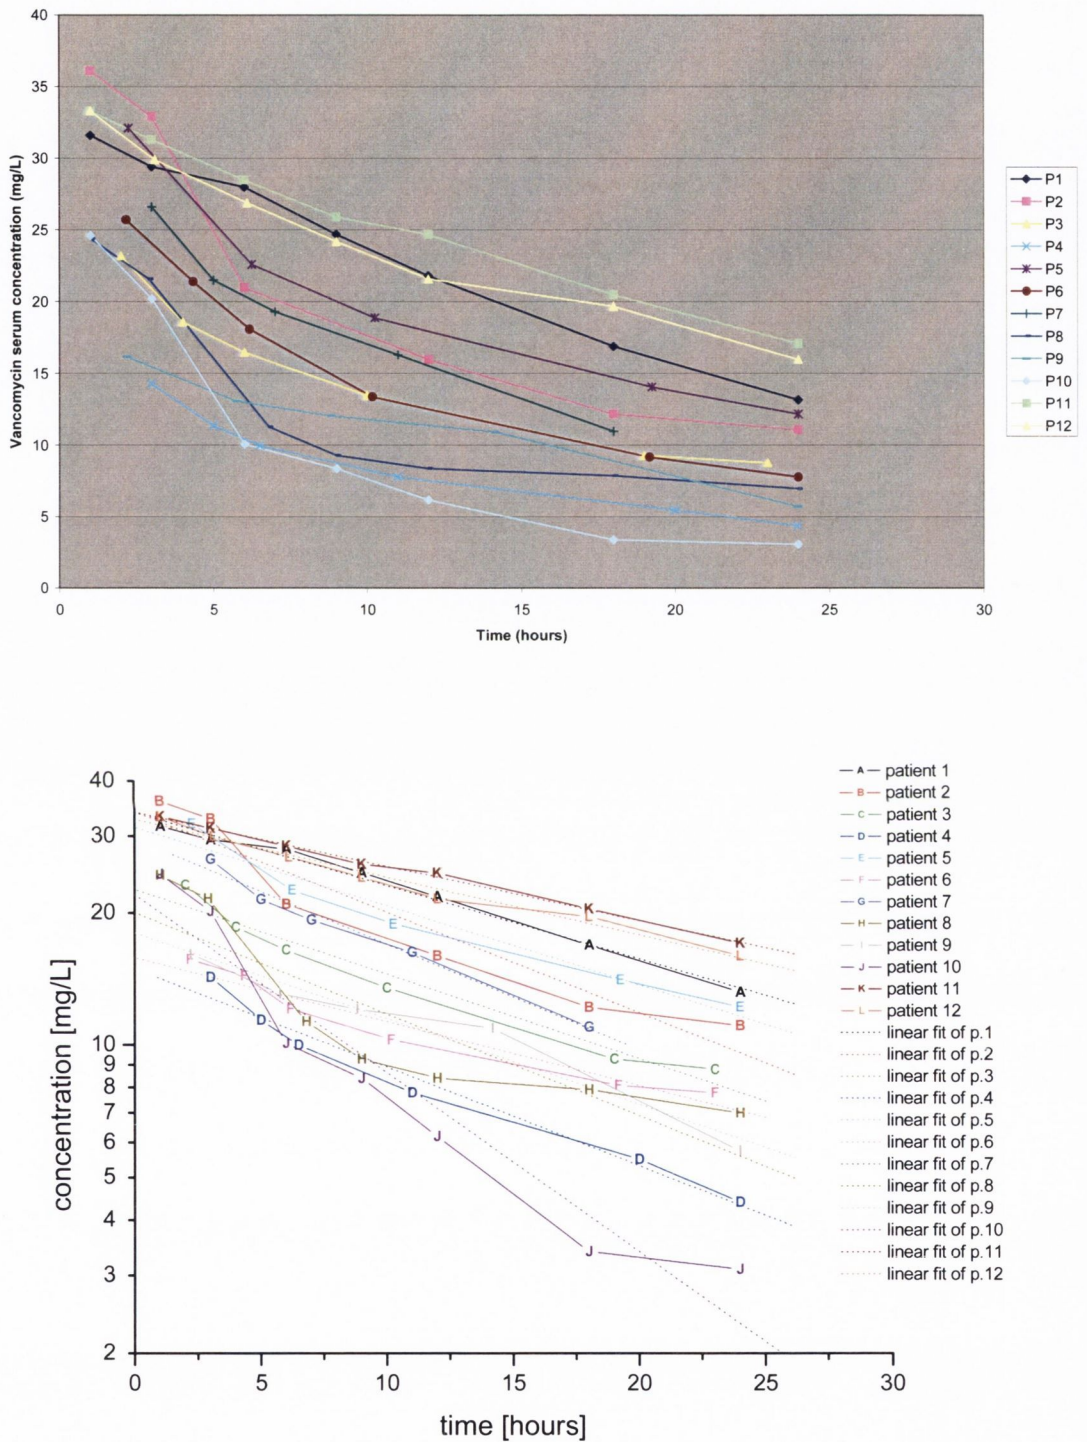 40
35
30
25
20
15
10
5
0
Vancomycin serum concentration (mg/L)
0 5 10 15 20 25 30
Time (hours)
P1
P2
P3
P4
P5
P6
P7
P8
P9
P10
P11
P12
40
30
20
10
9
8
7
6
5
4
3
2
concentration [mg/L]
0 5 10 15 20 25 30
time [hours]
A patient 1
B patient 2
C patient 3
D patient 4
E patient 5
F patient 6
G patient 7
H patient 8
I patient 9
J patient 10
K patient 11
L patient 12
linear fit of p.1
linear fit of p.2
linear fit of p.3
linear fit of p.4
linear fit of p.5
linear fit of p.6
linear fit of p.7
linear fit of p.8
linear fit of p.9
linear fit of p.10
linear fit of p.11
linear fit of p.12